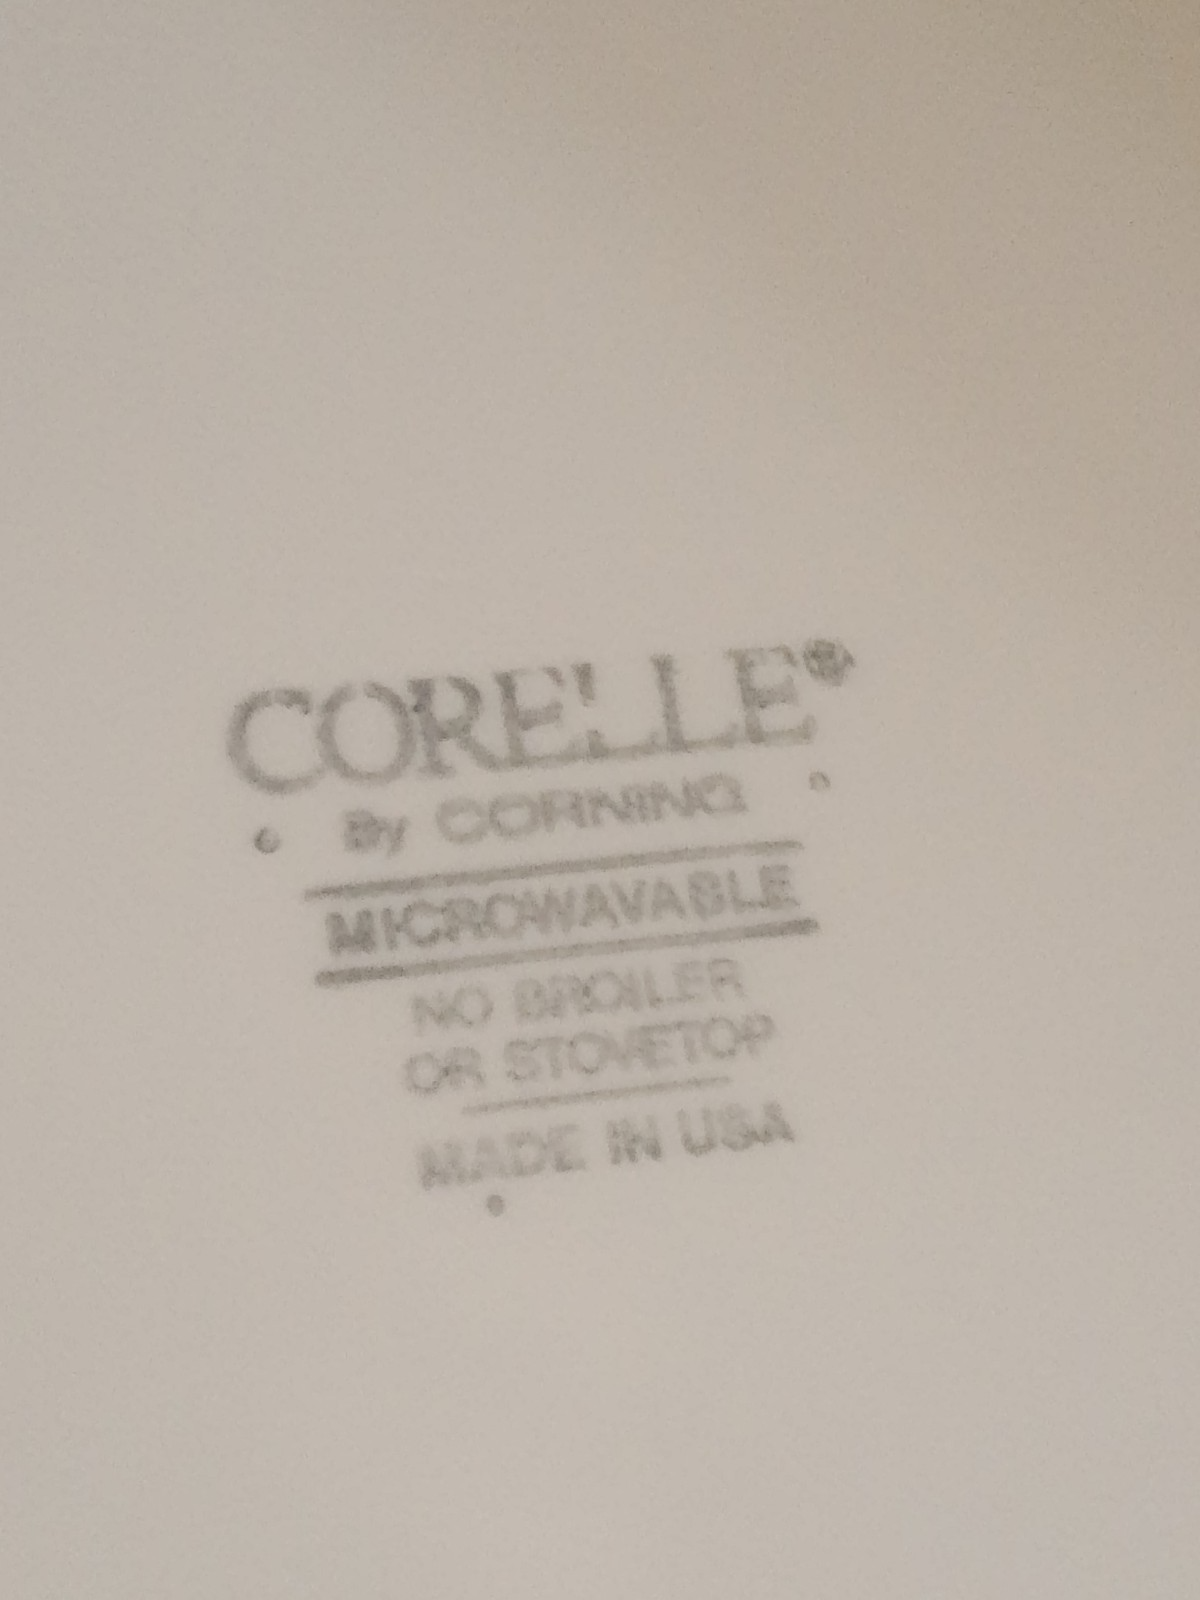 CORELLE®
By CORNING
MICROWAVABLE
NO BROILER
OR STOVETOP
MADE IN USA